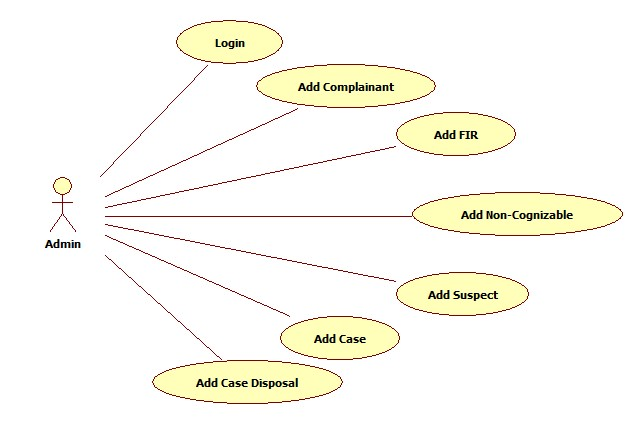 Login
Add Complainant
Add FIR
Add Non-Cognizable
Admin
Add Suspect
Add Case
Add Case Disposal